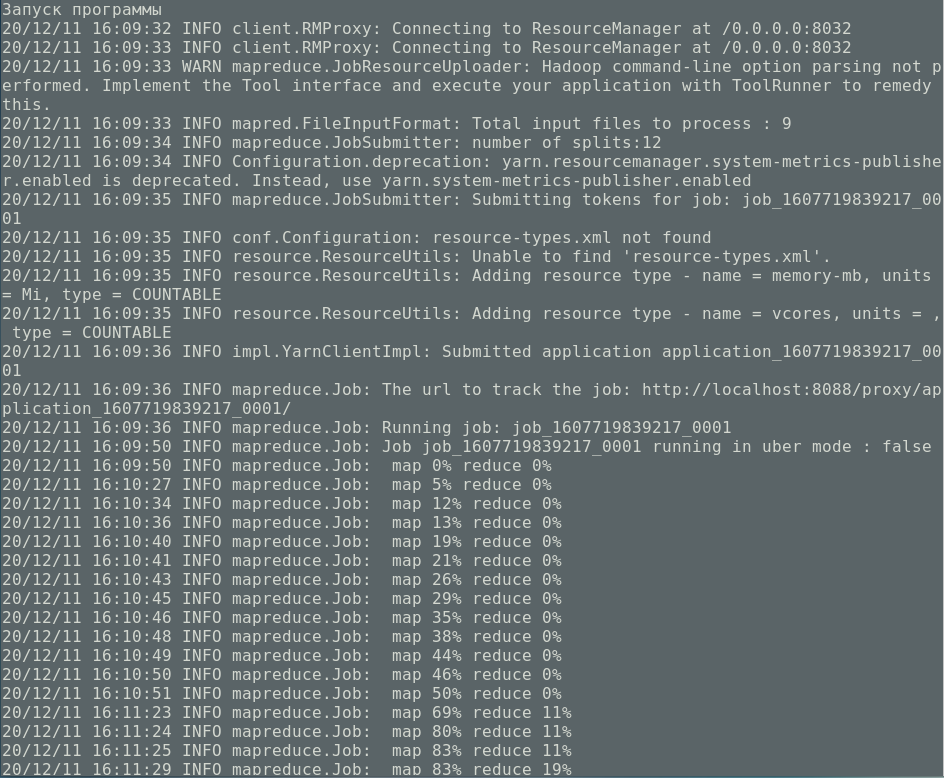 Запуск программы
20/12/11 16:09:32 INFO client.RMProxy: Connecting to ResourceManager at /0.0.0.0:8032
20/12/11 16:09:33 INFO client.RMProxy: Connecting to ResourceManager at /0.0.0.0:8032
20/12/11 16:09:33 WARN mapreduce.JobResourceUploader: Hadoop command-line option parsing not p
erformed. Implement the Tool interface and execute your application with ToolRunner to remedy
this.
20/12/11 16:09:33 INFO mapred.FileInputFormat: Total input files to process : 9
20/12/11 16:09:34 INFO mapreduce.JobSubmitter: number of splits:12
20/12/11 16:09:34 INFO Configuration.deprecation: yarn.resourcemanager.system-metrics-publishe
r.enabled is deprecated. Instead, use yarn.system-metrics-publisher.enabled
20/12/11 16:09:35 INFO mapreduce.JobSubmitter: Submitting tokens for job: job_1607719839217_00
01
20/12/11 16:09:35 INFO conf.Configuration: resource-types.xml not found
20/12/11 16:09:35 INFO resource.ResourceUtils: Unable to find 'resource-types.xml'.
20/12/11 16:09:35 INFO resource.ResourceUtils: Adding resource type - name = memory-mb, units
= Mi, type = COUNTABLE
20/12/11 16:09:35 INFO resource.ResourceUtils: Adding resource type - name = vcores, units = ,
 type = COUNTABLE
20/12/11 16:09:36 INFO impl.YarnClientImpl: Submitted application application_1607719839217_00
01
20/12/11 16:09:36 INFO mapreduce.Job: The url to track the job: http://localhost:8088/proxy/ap
plication_1607719839217_0001/
20/12/11 16:09:36 INFO mapreduce.Job: Running job: job_1607719839217_0001
20/12/11 16:09:50 INFO mapreduce.Job: Job job_1607719839217_0001 running in uber mode : false
20/12/11 16:09:50 INFO mapreduce.Job:  map 0% reduce 0%
20/12/11 16:10:27 INFO mapreduce.Job:  map 5% reduce 0%
20/12/11 16:10:34 INFO mapreduce.Job:  map 12% reduce 0%
20/12/11 16:10:36 INFO mapreduce.Job:  map 13% reduce 0%
20/12/11 16:10:40 INFO mapreduce.Job:  map 19% reduce 0%
20/12/11 16:10:41 INFO mapreduce.Job:  map 21% reduce 0%
20/12/11 16:10:43 INFO mapreduce.Job:  map 26% reduce 0%
20/12/11 16:10:45 INFO mapreduce.Job:  map 29% reduce 0%
20/12/11 16:10:46 INFO mapreduce.Job:  map 35% reduce 0%
20/12/11 16:10:48 INFO mapreduce.Job:  map 38% reduce 0%
20/12/11 16:10:49 INFO mapreduce.Job:  map 44% reduce 0%
20/12/11 16:10:50 INFO mapreduce.Job:  map 46% reduce 0%
20/12/11 16:10:51 INFO mapreduce.Job:  map 50% reduce 0%
20/12/11 16:11:23 INFO mapreduce.Job:  map 69% reduce 11%
20/12/11 16:11:24 INFO mapreduce.Job:  map 80% reduce 11%
20/12/11 16:11:25 INFO mapreduce.Job:  map 83% reduce 11%
20/12/11 16:11:29 INFO mapreduce.Job:  map 83% reduce 19%